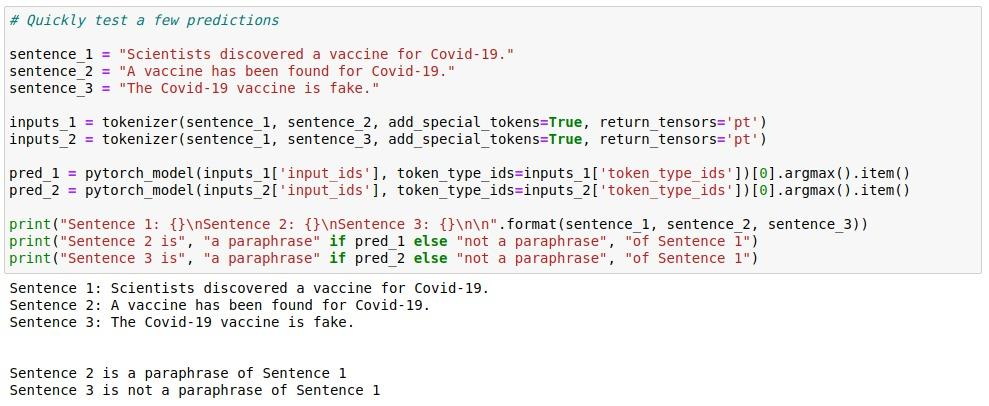 # Quickly test a few predictions
sentence_1 = "Scientists discovered a vaccine for Covid-19."
sentence_2 = "A vaccine has been found for Covid-19."
sentence_3 = "The Covid-19 vaccine is fake."
inputs_1 = tokenizer(sentence_1, sentence_2, add_special_tokens=True, return_tensors='pt')
inputs_2 = tokenizer(sentence_1, sentence_3, add_special_tokens=True, return_tensors='pt')
pred_1 = pytorch_model(inputs_1['input_ids'], token_type_ids=inputs_1['token_type_ids'])[0].argmax().item()
pred_2 = pytorch_model(inputs_2['input_ids'], token_type_ids=inputs_2['token_type_ids'])[0].argmax().item()
print("Sentence 1: {}\nSentence 2: {}\nSentence 3: {}\n\n".format(sentence_1, sentence_2, sentence_3))
print("Sentence 2 is", "a paraphrase" if pred_1 else "not a paraphrase", "of Sentence 1")
print("Sentence 3 is", "a paraphrase" if pred_2 else "not a paraphrase", "of Sentence 1")
Sentence 1: Scientists discovered a vaccine for Covid-19.
Sentence 2: A vaccine has been found for Covid-19.
Sentence 3: The Covid-19 vaccine is fake.
Sentence 2 is a paraphrase of Sentence 1
Sentence 3 is not a paraphrase of Sentence 1